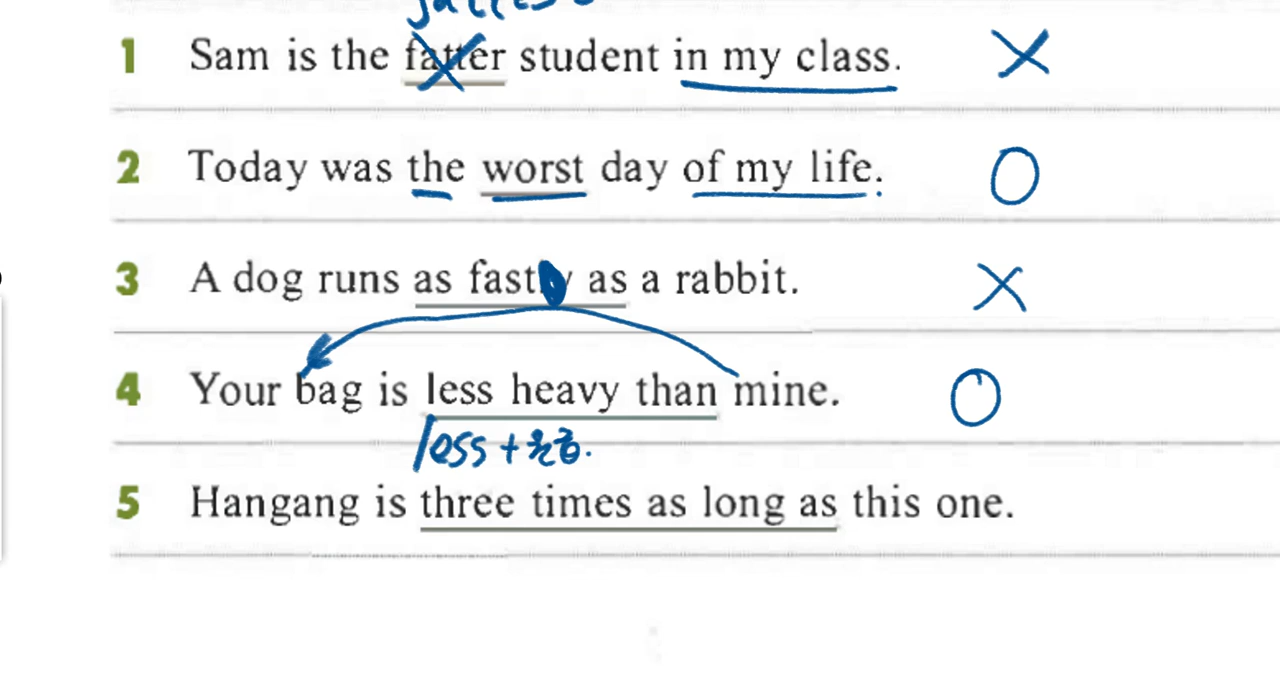 1 Sam is the fatter student in my class. X
2 Today was the worst day of my life. O
3 A dog runs as fastly as a rabbit. X
4 Your bag is less heavy than mine. O
less + 원급.
5 Hangang is three times as long as this one.